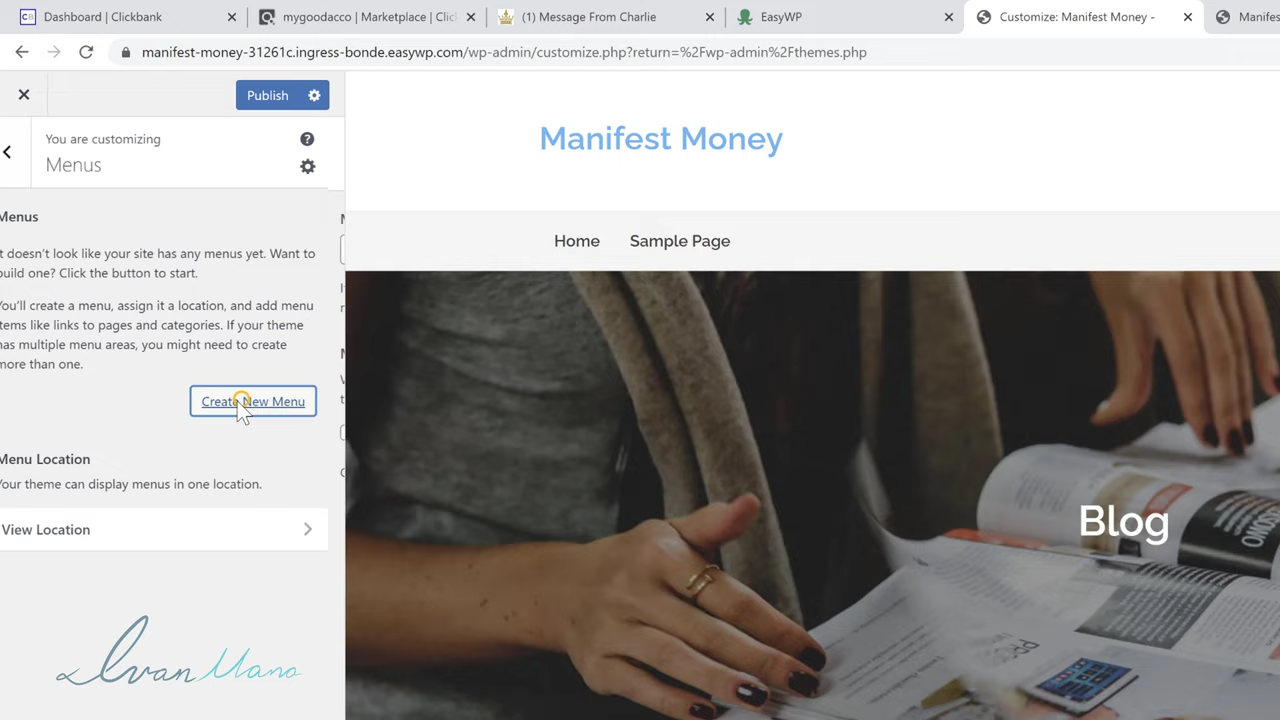 Dashboard | Clickbank
mygoodacco | Marketplace | Clic
(1) Message From Charlie
EasyWP
Customize: Manifest Money -
Manifes
manifest-money-31261c.ingress-bonde.easywp.com/wp-admin/customize.php?return=%2Fwp-admin%2Fthemes.php
Publish
You are customizing
Menus
Menus
t doesn’t look like your site has any menus yet. Want to
build one? Click the button to start.
You’ll create a menu, assign it a location, and add menu
tems like links to pages and categories. If your theme
has multiple menu areas, you might need to create
more than one.
Create New Menu
Menu Location
Your theme can display menus in one location.
View Location
Ivan Mana
Manifest Money
Home
Sample Page
Blog